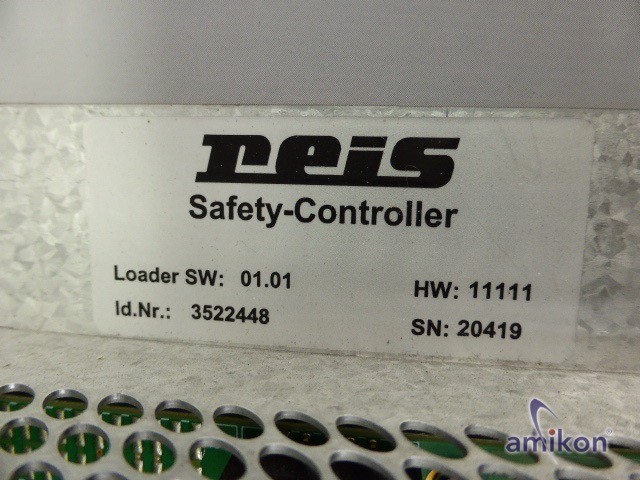 reis
Safety-Controller
Loader SW: 01.01
HW: 11111
Id.Nr.: 3522448
SN: 20419
amikon